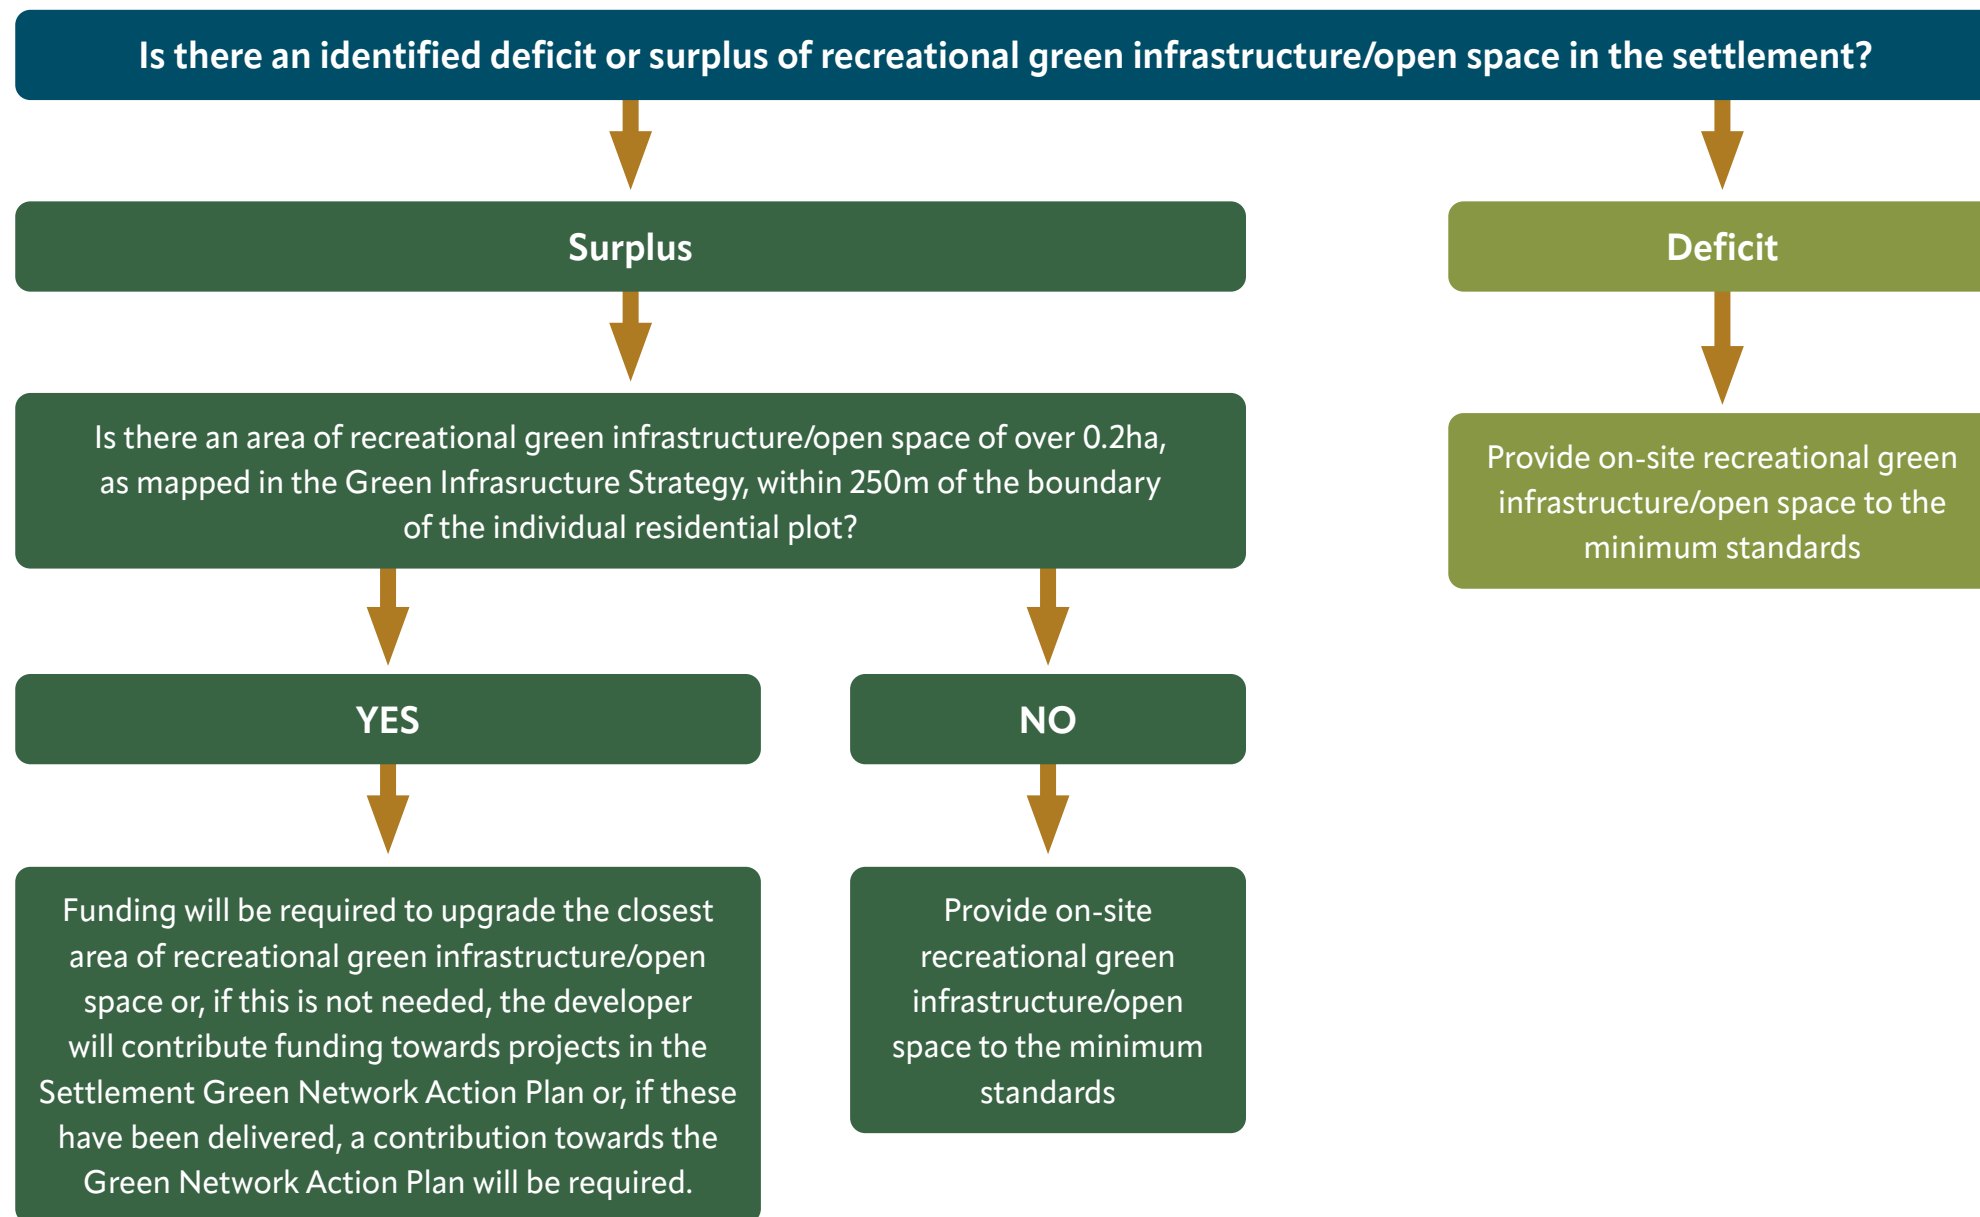 Is there an identified deficit or surplus of recreational green infrastructure/open space in the settlement?
Surplus
Deficit
Is there an area of recreational green infrastructure/open space of over 0.2ha,
as mapped in the Green Infrasructure Strategy, within 250m of the boundary
of the individual residential plot?
Provide on-site recreational green
infrastructure/open space to the
minimum standards
YES
NO
Funding will be required to upgrade the closest
area of recreational green infrastructure/open
space or, if this is not needed, the developer
will contribute funding towards projects in the
Settlement Green Network Action Plan or, if these
have been delivered, a contribution towards the
Green Network Action Plan will be required.
Provide on-site
recreational green
infrastructure/open
space to the minimum
standards